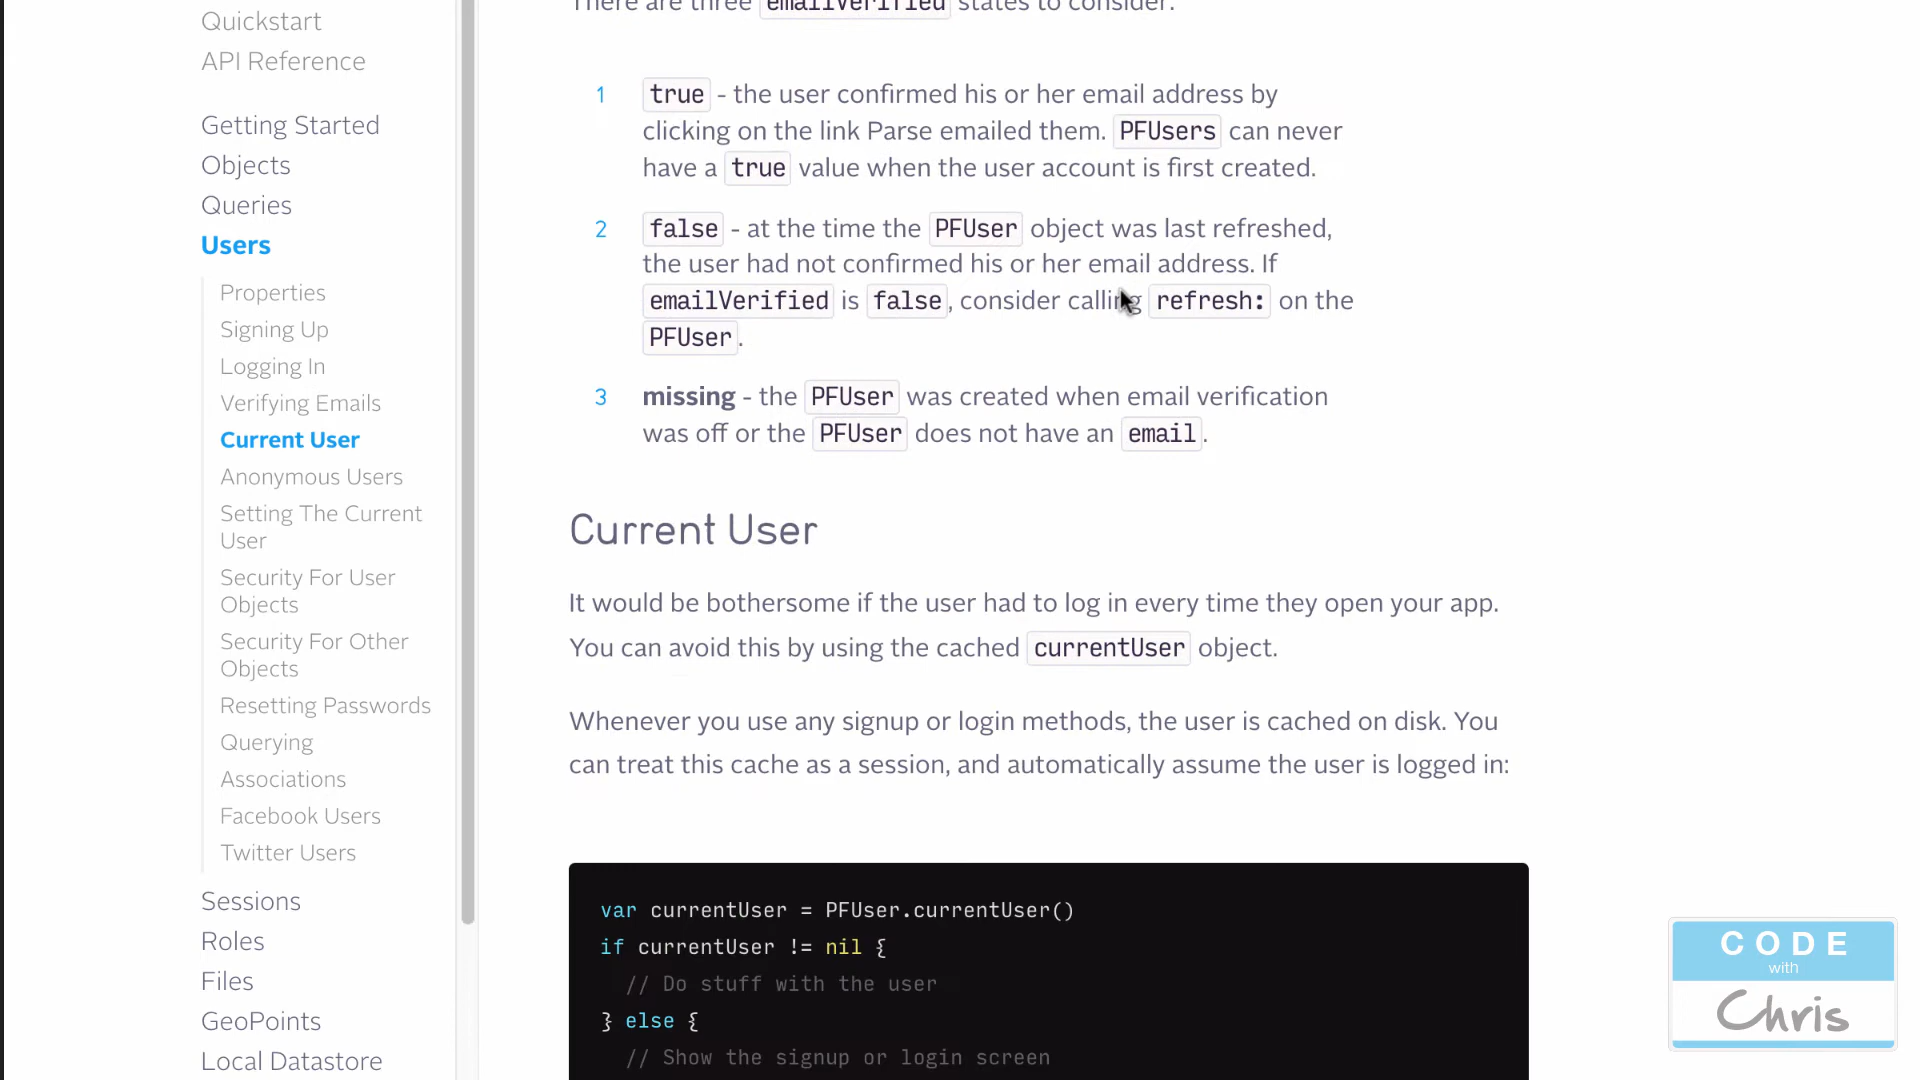 Quickstart
API Reference
Getting Started
Objects
Queries
Users
Properties
Signing Up
Logging In
Verifying Emails
Current User
Anonymous Users
Setting The Current
User
Security For User
Objects
Security For Other
Objects
Resetting Passwords
Querying
Associations
Facebook Users
Twitter Users
Sessions
Roles
Files
GeoPoints
Local Datastore
There are three emailVerified states to consider:
1 true - the user confirmed his or her email address by
clicking on the link Parse emailed them. PFUsers can never
have a true value when the user account is first created.
2 false - at the time the PFUser object was last refreshed,
the user had not confirmed his or her email address. If
emailVerified is false, consider calling refresh: on the
PFUser.
3 missing - the PFUser was created when email verification
was off or the PFUser does not have an email.
Current User
It would be bothersome if the user had to log in every time they open your app.
You can avoid this by using the cached currentUser object.
Whenever you use any signup or login methods, the user is cached on disk. You
can treat this cache as a session, and automatically assume the user is logged in:
var currentUser = PFUser.currentUser()
if currentUser != nil {
// Do stuff with the user
} else {
// Show the signup or login screen
CODE
with
Chris